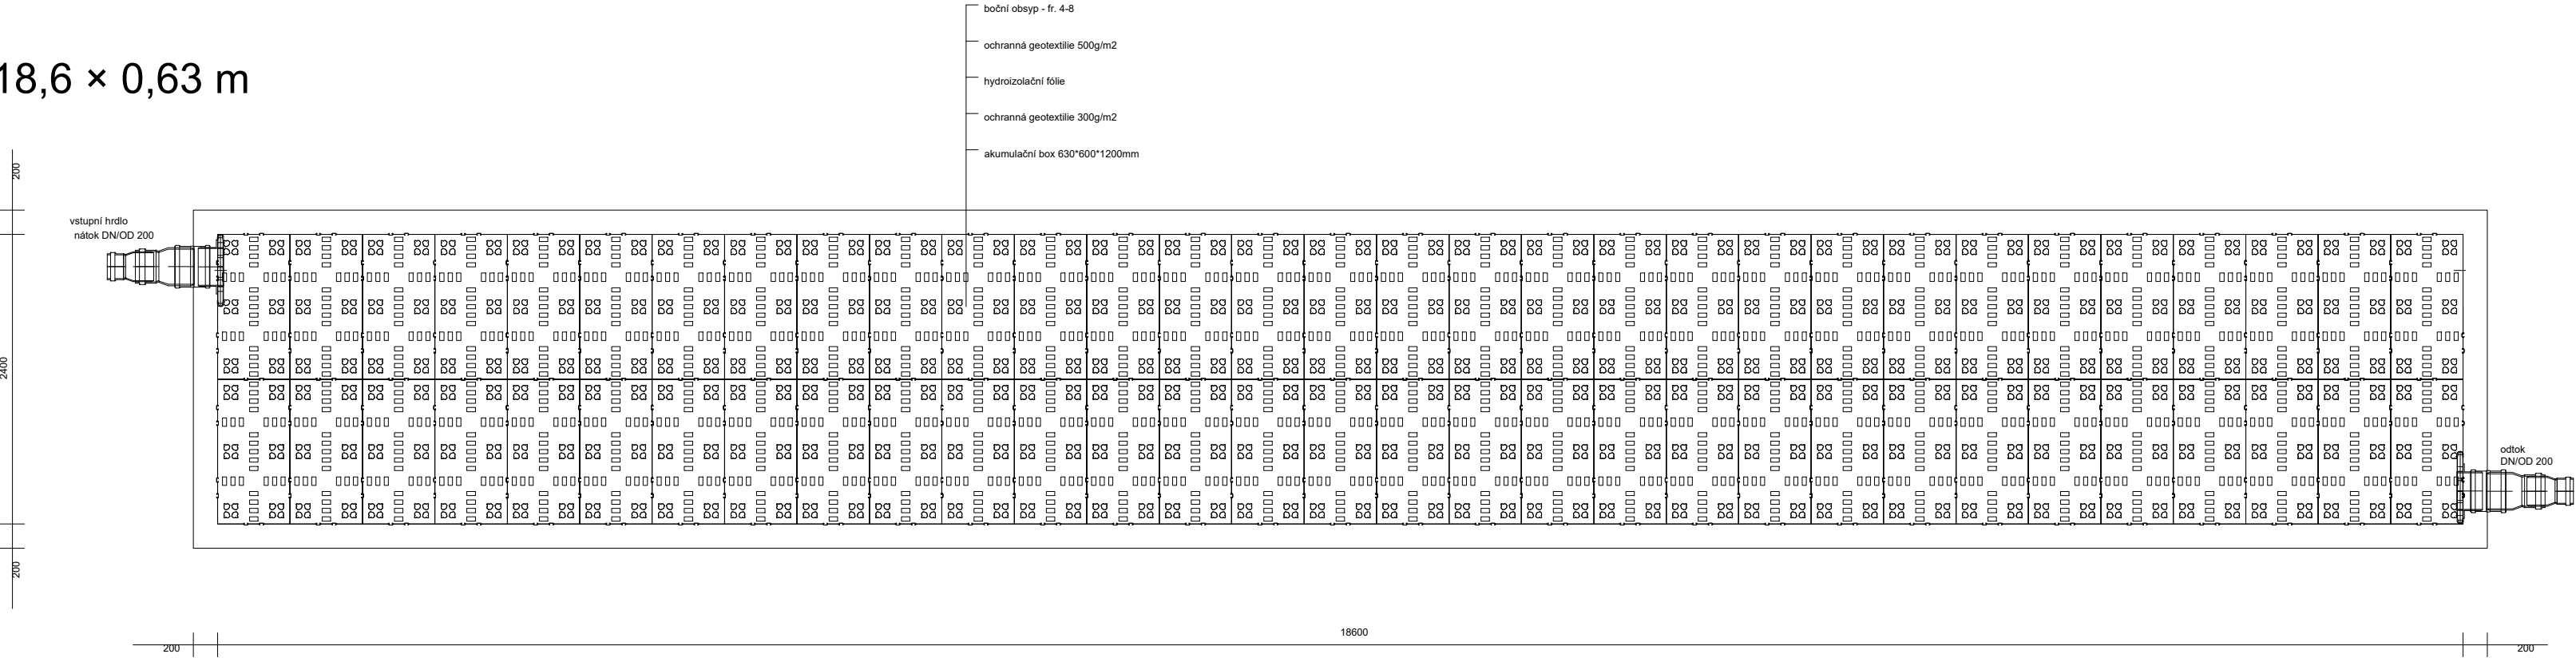 boční obsyp - fr. 4-8
ochranná geotextilie 500g/m2
18,6 × 0,63 m
hydroizolační fólie
ochranná geotextilie 300g/m2
akumulační box 630*600*1200mm
200
vstupní hrdlo
nátok DN/OD 200
2400
odtok
DN/OD 200
200
18600
200
200